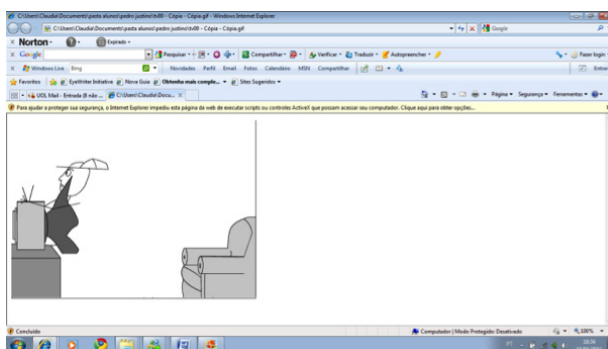 C:\Users\Claudia\Documents\pasta alunos\pedro justino\tv00 - Cópia - Cópia.gif - Windows Internet Explorer
C:\Users\Claudia\Documents\pasta alunos\pedro justino\tv00 - Cópia - Cópia.gif Google
Norton Expirado
Google Pesquisar Compartilhar Verificar Traduzir Autopreencher Fazer login
Windows Live Bing Novidades Perfil Email Fotos Calendário MSN Compartilhar Entrar
Favoritos EyeWriter Initiative Nova Guia Obtenha mais comple... Sites Sugeridos
UOL Mail - Entrada (8 não ... C:\Users\Claudia\Docu... Página Segurança Ferramentas
Para ajudar a proteger sua segurança, o Internet Explorer impediu esta página da web de executar scripts ou controles ActiveX que possam acessar seu computador. Clique aqui para obter opções...
Concluído Computador | Modo Protegido: Desativado 100%
PT